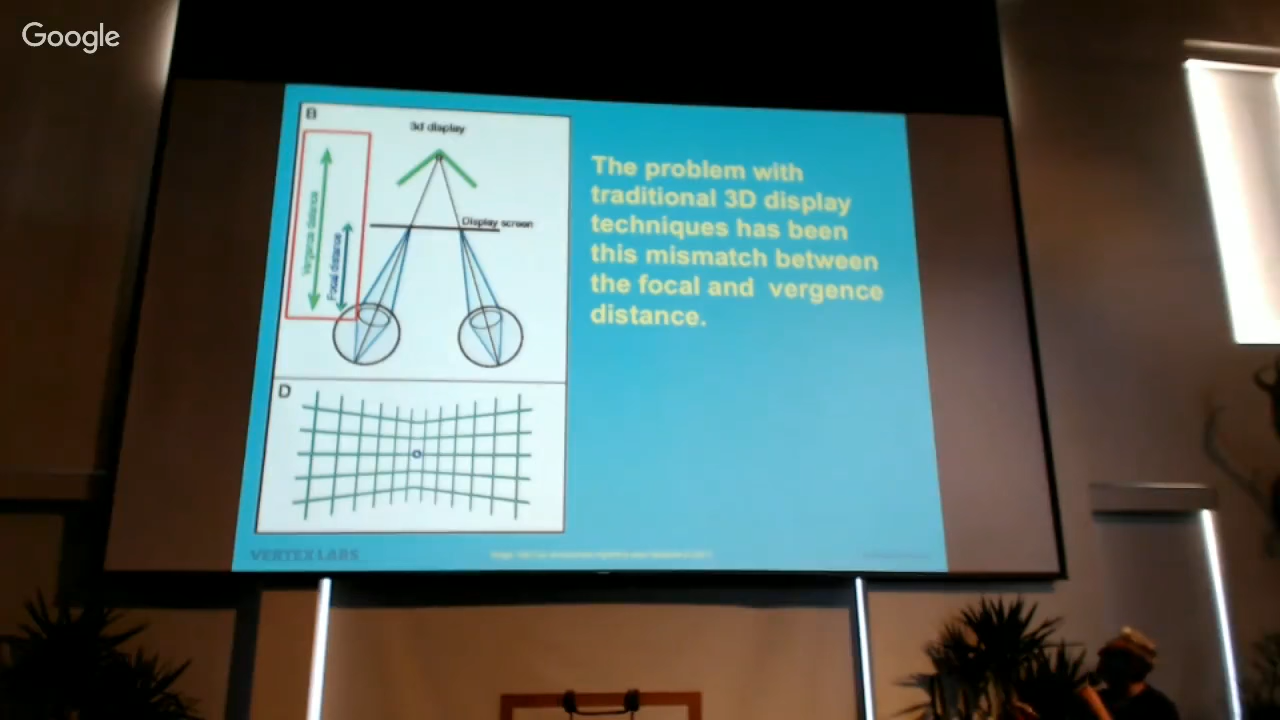 Google
B
3d display
Vergence distance
Focal distance
Display screen
D
The problem with
traditional 3D display
techniques has been
this mismatch between
the focal and vergence
distance.
VERTEX LABS